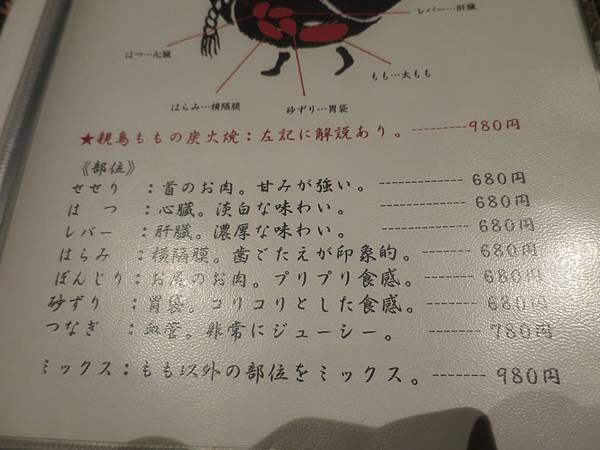 レバー…肝臓
はつ…心臓
もも…太もも
はらみ…横隔膜
砂ずり…胃袋
★親鳥ももの炭火焼:左記に解説あり。----------980円
《部位》
せせり :首のお肉。甘みが強い。-------------- 680円
はつ :心臓。淡白な味わい。-------------- 680円
レバー :肝臓。濃厚な味わい。-------------- 680円
はらみ :横隔膜。歯ごたえが印象的。--------- 680円
ぼんじり:お尻のお肉。プリプリ食感。--------- 680円
砂ずり :胃袋。コリコリとした食感。--------- 680円
つなぎ :血管。非常にジューシー。--------- 780円
ミックス:もも以外の部位をミックス。-------- 980円